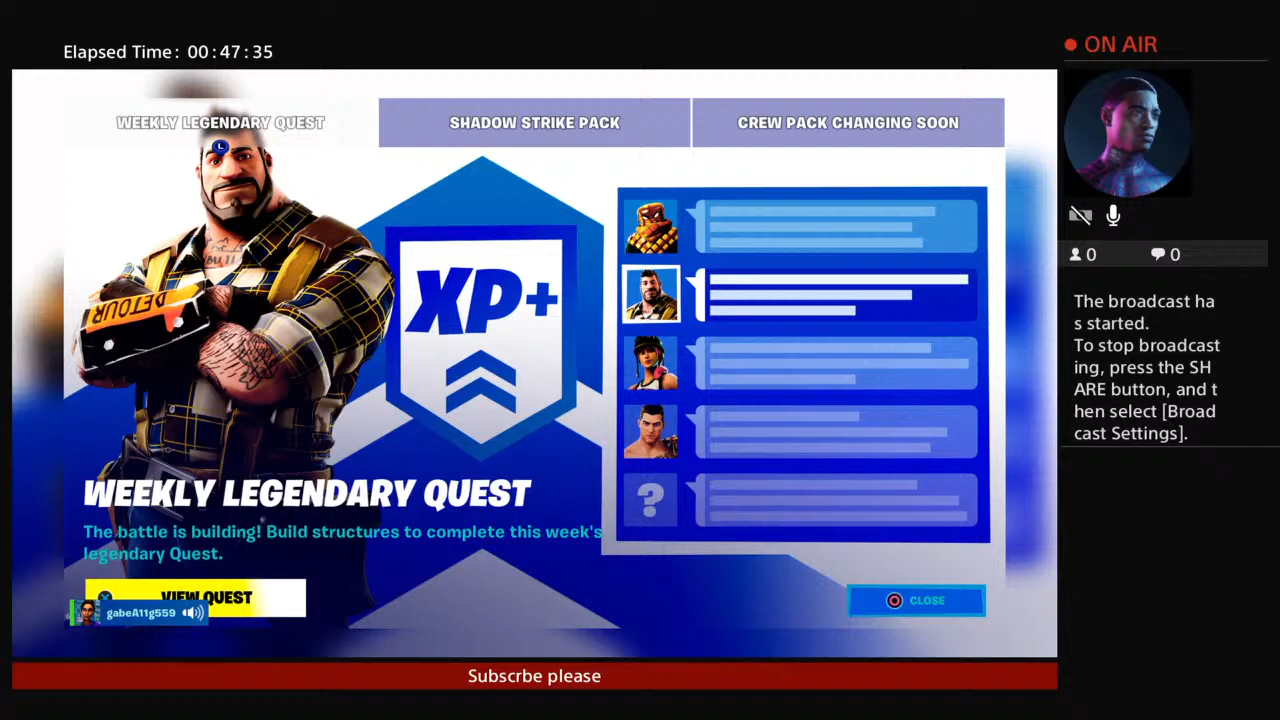 Elapsed Time: 00:47:35
ON AIR
WEEKLY LEGENDARY QUEST
SHADOW STRIKE PACK
CREW PACK CHANGING SOON
L
DETOUR
XP+
?
0
0
The broadcast ha
s started.
To stop broadcast
ing, press the SH
ARE button, and t
hen select [Broad
cast Settings].
WEEKLY LEGENDARY QUEST
The battle is building! Build structures to complete this week's
legendary Quest.
VIEW QUEST
gabeA11g559
CLOSE
Subscrbe please